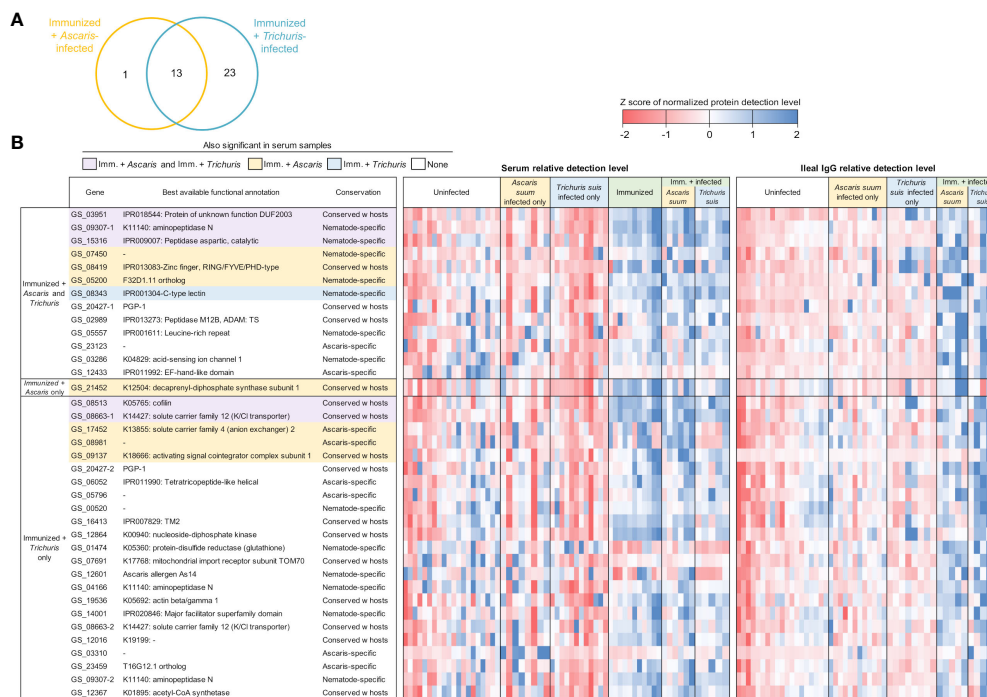 A
Immunized
+ Ascaris-
infected
Immunized
+ Trichuris-
infected
1
13
23
Z score of normalized protein detection level
-2
-1
0
1
2
B
Also significant in serum samples
Imm. + Ascaris and Imm. + Trichuris
Imm. + Ascaris
Imm. + Trichuris
None
Serum relative detection level
Ileal IgG relative detection level
Gene Best available functional annotation Conservation
Uninfected
Ascaris
suum
infected only
Trichuris suis
infected only
Immunized
Imm. + infected
Ascaris
suum
Trichuris
suis
Uninfected
Ascaris suum
infected only
Trichuris
suis infected
only
Imm. + infected
Ascaris
suum
Trichuris
suis
Immunized +
Ascaris and
Trichuris
GS_03951 IPR018544: Protein of unknown function DUF2003 Conserved w hosts
GS_09307-1 K11140: aminopeptidase N Nematode-specific
GS_15316 IPR009007: Peptidase aspartic, catalytic Nematode-specific
GS_07450 - Nematode-specific
GS_08419 IPR013083-Zinc finger, RING/FYVE/PHD-type Conserved w hosts
GS_05200 F32D1.11 ortholog Nematode-specific
GS_08343 IPR001304-C-type lectin Nematode-specific
GS_20427-1 PGP-1 Conserved w hosts
GS_02989 IPR013273: Peptidase M12B, ADAM: TS Conserved w hosts
GS_05557 IPR001611: Leucine-rich repeat Nematode-specific
GS_23123 - Ascaris-specific
GS_03286 K04829: acid-sensing ion channel 1 Nematode-specific
GS_12433 IPR011992: EF-hand-like domain Ascaris-specific
Immunized +
Ascaris only
GS_21452 K12504: decaprenyl-diphosphate synthase subunit 1 Conserved w hosts
Immunized +
Trichuris
only
GS_08513 K05765: cofilin Conserved w hosts
GS_08663-1 K14427: solute carrier family 12 (K/Cl transporter) Conserved w hosts
GS_17452 K13855: solute carrier family 4 (anion exchanger) 2 Ascaris-specific
GS_08981 - Ascaris-specific
GS_09137 K18666: activating signal cointegrator complex subunit 1 Conserved w hosts
GS_20427-2 PGP-1 Conserved w hosts
GS_06052 IPR011990: Tetratricopeptide-like helical Ascaris-specific
GS_05796 - Ascaris-specific
GS_00520 - Ascaris-specific
GS_16413 IPR007829: TM2 Conserved w hosts
GS_12864 K00940: nucleoside-diphosphate kinase Conserved w hosts
GS_01474 K05360: protein-disulfide reductase (glutathione) Nematode-specific
GS_07691 K17768: mitochondrial import receptor subunit TOM70 Conserved w hosts
GS_12601 Ascaris allergen As14 Nematode-specific
GS_04166 K11140: aminopeptidase N Nematode-specific
GS_19536 K05692: actin beta/gamma 1 Conserved w hosts
GS_14001 IPR020846: Major facilitator superfamily domain Nematode-specific
GS_08663-2 K14427: solute carrier family 12 (K/Cl transporter) Conserved w hosts
GS_12016 K19199: - Conserved w hosts
GS_03310 - Ascaris-specific
GS_23459 T16G12.1 ortholog Ascaris-specific
GS_09307-2 K11140: aminopeptidase N Nematode-specific
GS_12367 K01895: acetyl-CoA synthetase Conserved w hosts